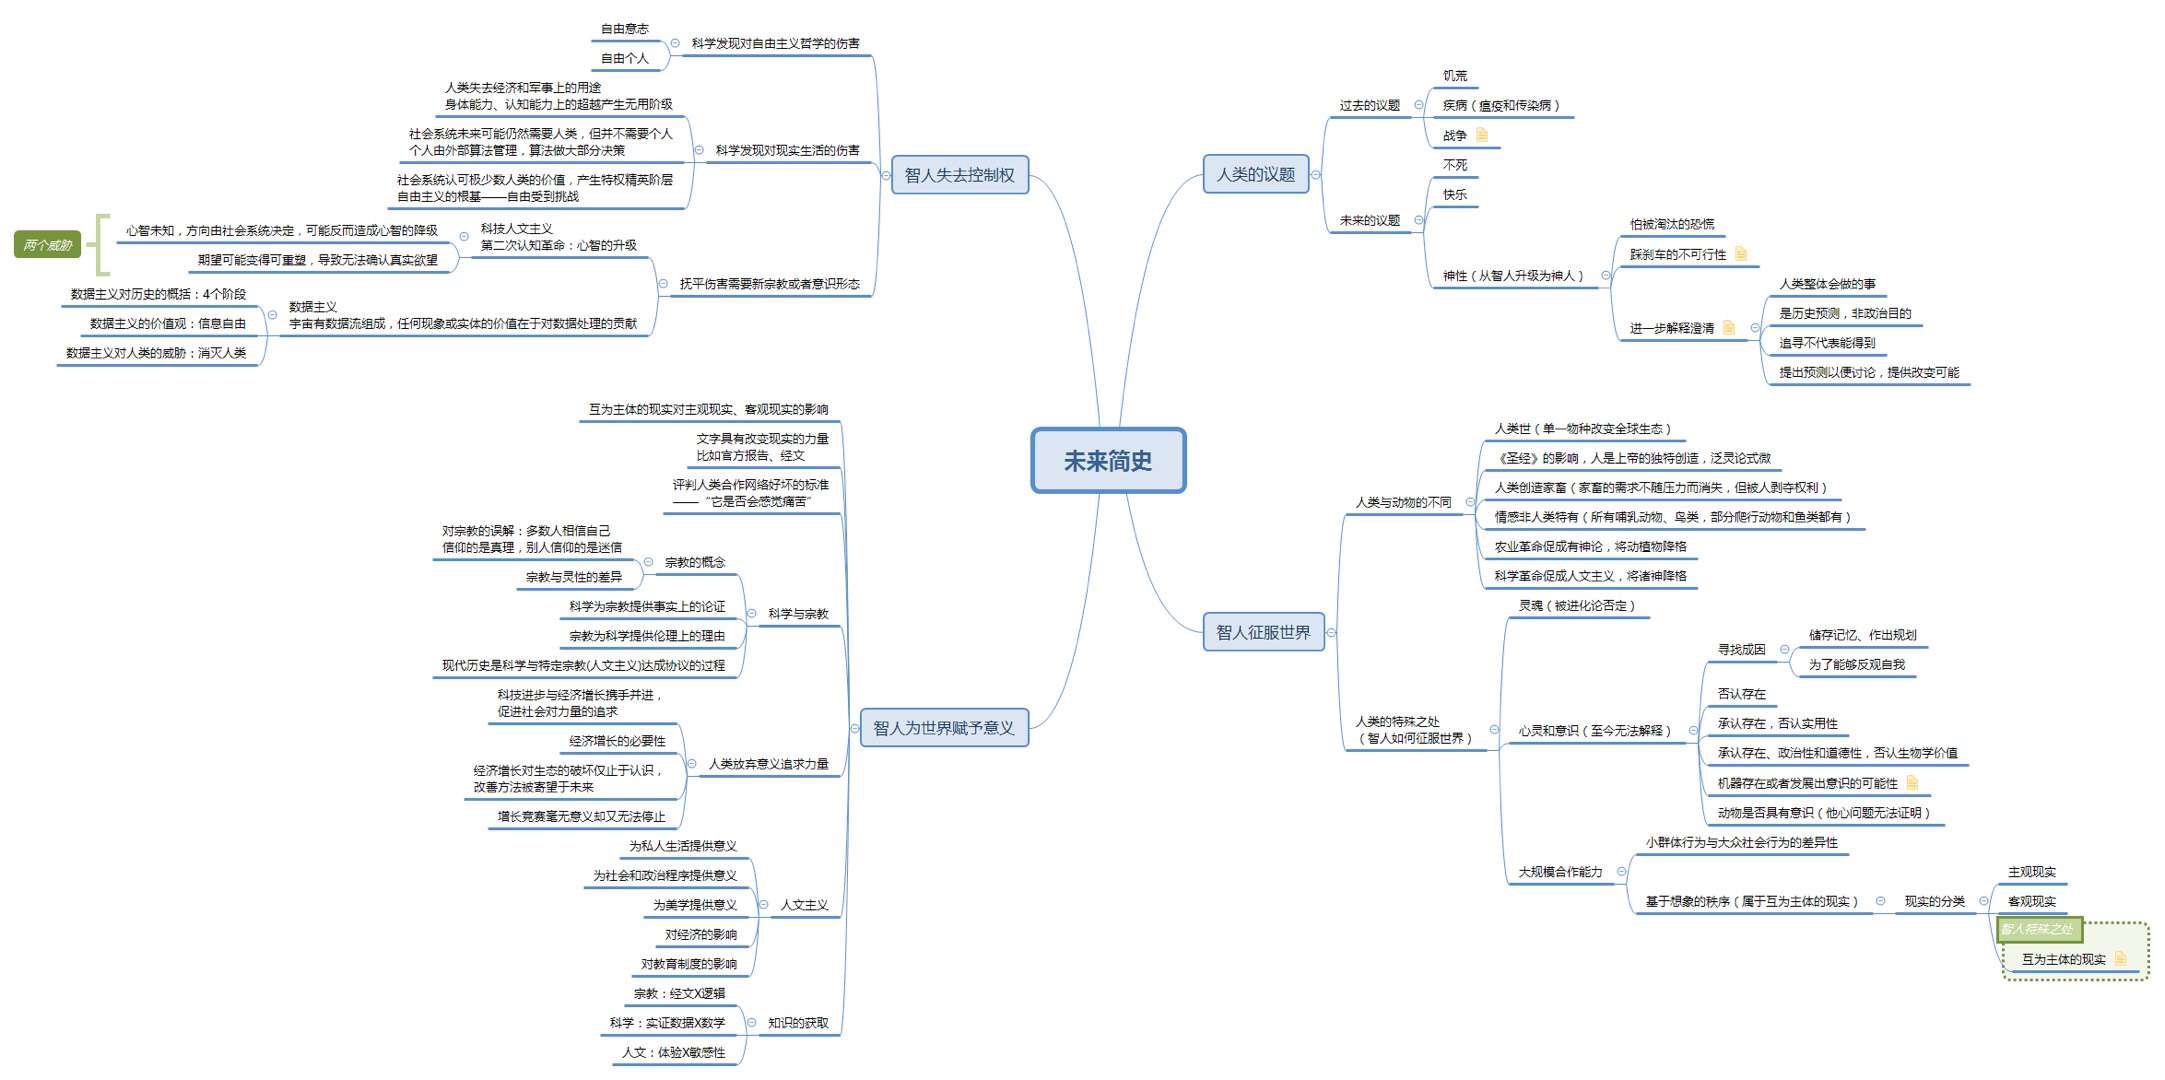 未来简史
人类的议题
过去的议题
饥荒
疾病（瘟疫和传染病）
战争
未来的议题
不死
快乐
神性（从智人升级为神人）
怕被淘汰的恐慌
踩刹车的不可行性
进一步解释澄清
人类整体会做的事
是历史预测，非政治目的
追寻不代表能得到
提出预测以便讨论，提供改变可能
智人征服世界
人类与动物的不同
人类世（单一物种改变全球生态）
《圣经》的影响，人是上帝的独特创造，泛灵论式微
人类创造家畜（家畜的需求不随压力而消失，但被人剥夺权利）
情感非人类特有（所有哺乳动物、鸟类，部分爬行动物和鱼类都有）
农业革命促成有神论，将动植物降格
科学革命促成人文主义，将诸神降格
人类的特殊之处
（智人如何征服世界）
灵魂（被进化论否定）
心灵和意识（至今无法解释）
寻找成因
储存记忆、作出规划
为了能够反观自我
否认存在
承认存在，否认实用性
承认存在、政治性和道德性，否认生物学价值
机器存在或者发展出意识的可能性
动物是否具有意识（他心问题无法证明）
大规模合作能力
小群体行为与大众社会行为的差异性
基于想象的秩序（属于互为主体的现实）
现实的分类
主观现实
客观现实
智人特殊之处
互为主体的现实
智人失去控制权
科学发现对自由主义哲学的伤害
自由意志
自由个人
科学发现对现实生活的伤害
人类失去经济和军事上的用途
身体能力、认知能力上的超越产生无用阶级
社会系统未来可能仍然需要人类，但并不需要个人
个人由外部算法管理，算法做大部分决策
社会系统认可极少数人类的价值，产生特权精英阶层
自由主义的根基——自由受到挑战
抚平伤害需要新宗教或者意识形态
科技人文主义
第二次认知革命：心智的升级
心智未知，方向由社会系统决定，可能反而造成心智的降级
期望可能变得可重塑，导致无法确认真实欲望
两个威胁
数据主义
宇宙有数据流组成，任何现象或实体的价值在于对数据处理的贡献
数据主义对历史的概括：4个阶段
数据主义的价值观：信息自由
数据主义对人类的威胁：消灭人类
智人为世界赋予意义
互为主体的现实对主观现实、客观现实的影响
文字具有改变现实的力量
比如官方报告、经文
评判人类合作网络好坏的标准
——“它是否会感觉痛苦”
科学与宗教
宗教的概念
对宗教的误解：多数人相信自己
信仰的是真理，别人信仰的是迷信
宗教与灵性的差异
科学为宗教提供事实上的论证
宗教为科学提供伦理上的理由
现代历史是科学与特定宗教(人文主义)达成协议的过程
人类放弃意义追求力量
科技进步与经济增长携手并进，
促进社会对力量的追求
经济增长的必要性
经济增长对生态的破坏仅止于认识，
改善方法被寄望于未来
增长竞赛毫无意义却又无法停止
人文主义
为私人生活提供意义
为社会和政治程序提供意义
为美学提供意义
对经济的影响
对教育制度的影响
知识的获取
宗教：经文X逻辑
科学：实证数据X数学
人文：体验X敏感性